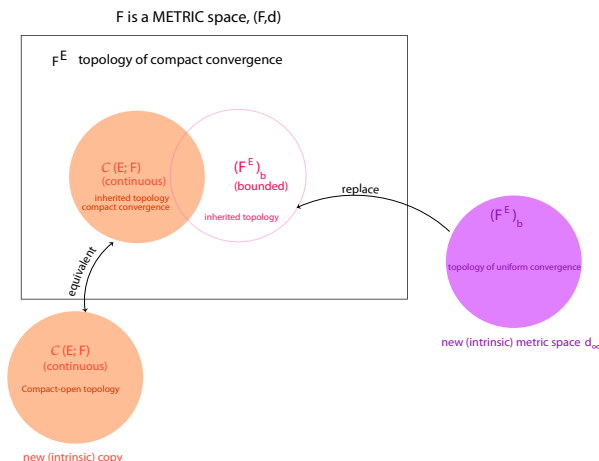 F is a METRIC space, (F,d)
F^E topology of compact convergence
C (E; F)
(continuous)
inherited topology
compact convergence
(F^E)_b
(bounded)
inherited topology
replace
(F^E)_b
topology of uniform convergence
new (intrinsic) metric space d_∞
equivalent
C (E; F)
(continuous)
Compact-open topology
new (intrinsic) copy